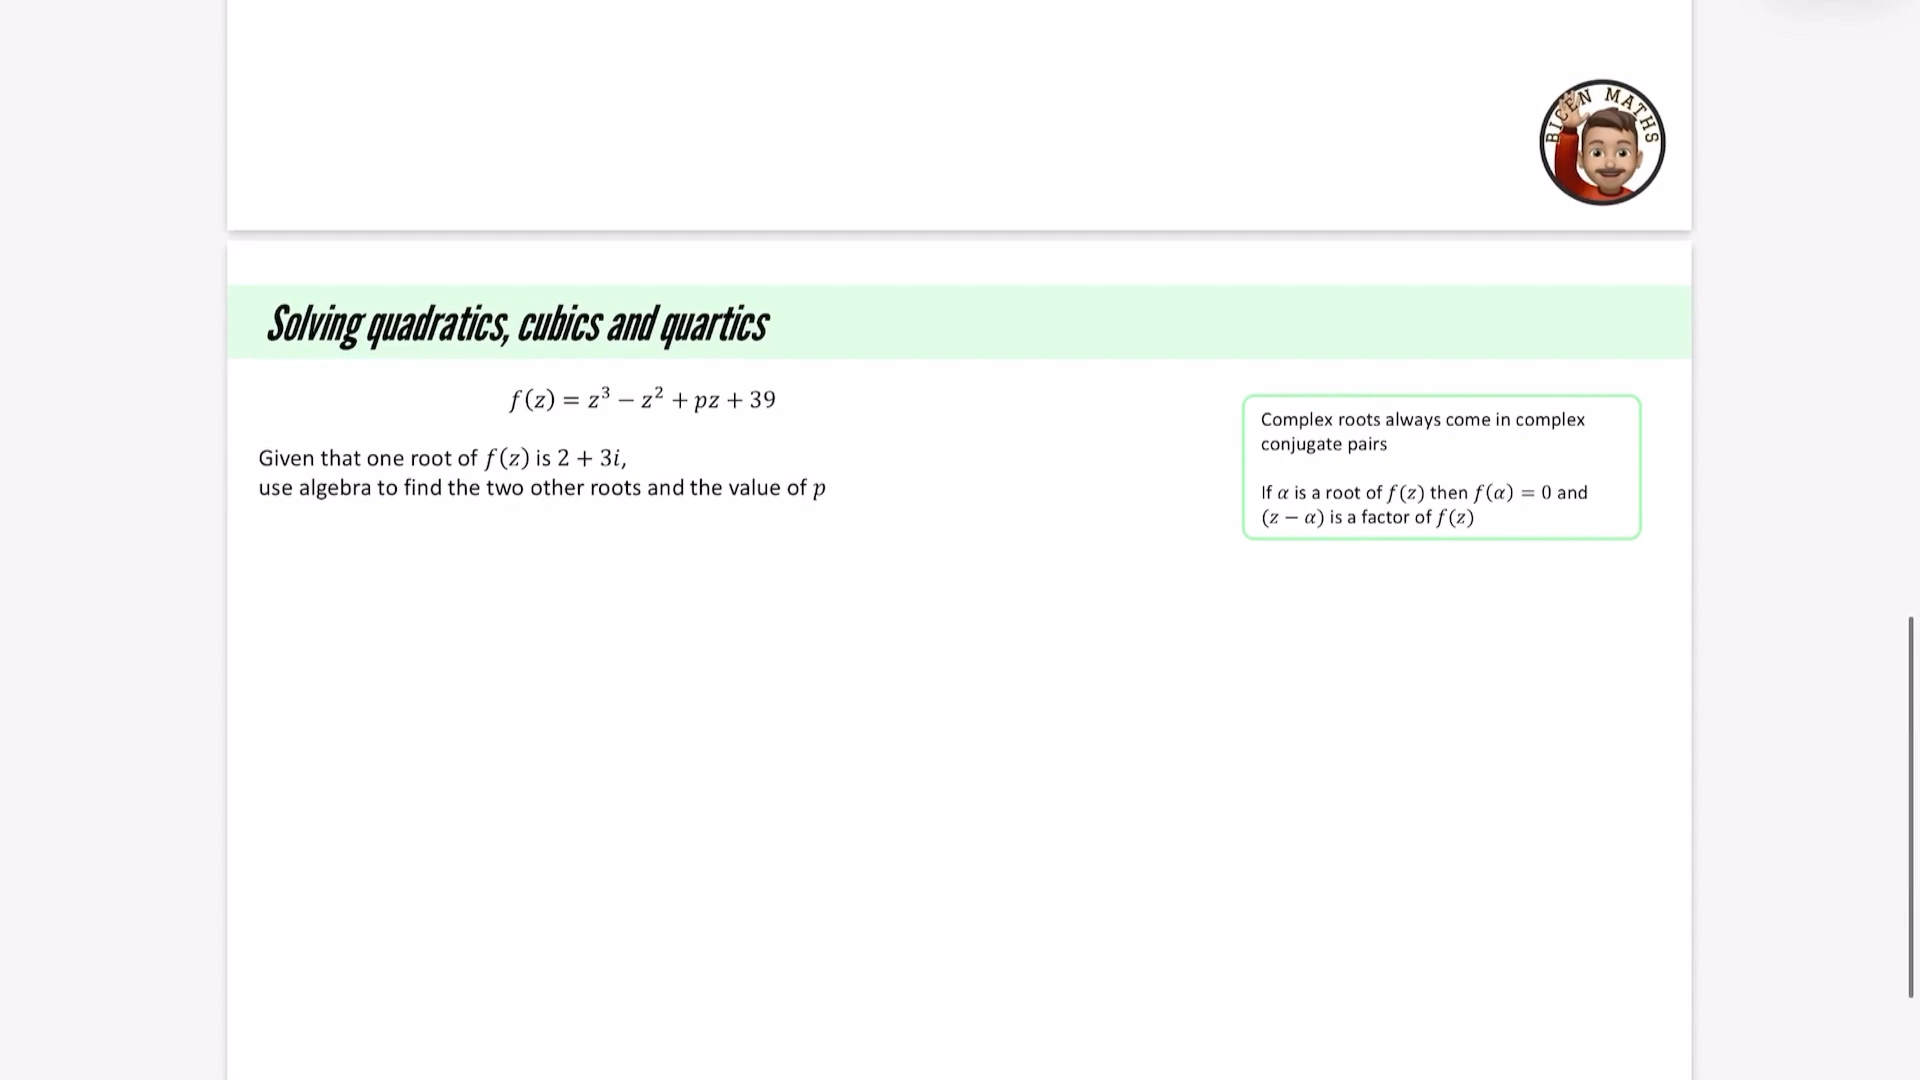 BICEN MATHS
Solving quadratics, cubics and quartics
f(z) = z³ − z² + pz + 39
Given that one root of f(z) is 2 + 3i,
use algebra to find the two other roots and the value of p
Complex roots always come in complex
conjugate pairs
If α is a root of f(z) then f(α) = 0 and
(z − α) is a factor of f(z)